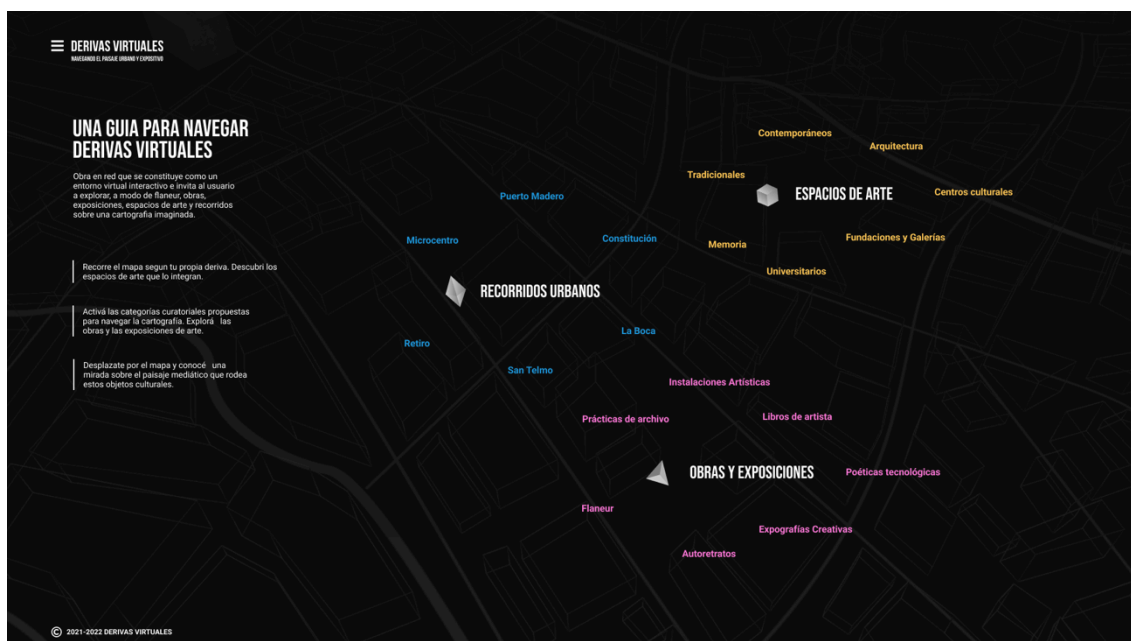 DERIVAS VIRTUALES
NAVEGANDO EL PAISAJE URBANO Y EXPOSITIVO
UNA GUIA PARA NAVEGAR
DERIVAS VIRTUALES
Obra en red que se constituye como un
entorno virtual interactivo e invita al usuario
a explorar, a modo de flaneur, obras,
exposiciones, espacios de arte y recorridos
sobre una cartografía imaginada.
Recorre el mapa segun tu propia deriva. Descubri los
espacios de arte que lo integran.
Activá las categorías curatoriales propuestas
para navegar la cartografía. Explorá las
obras y las exposiciones de arte.
Desplazate por el mapa y conocé una
mirada sobre el paisaje mediático que rodea
estos objetos culturales.
Puerto Madero
Microcentro
Constitución
RECORRIDOS URBANOS
Retiro
La Boca
San Telmo
Contemporáneos
Arquitectura
Tradicionales
ESPACIOS DE ARTE
Centros culturales
Memoria
Fundaciones y Galerías
Universitarios
Instalaciones Artísticas
Prácticas de archivo
Libros de artista
OBRAS Y EXPOSICIONES
Poéticas tecnológicas
Flaneur
Expografías Creativas
Autoretratos
© 2021-2022 DERIVAS VIRTUALES